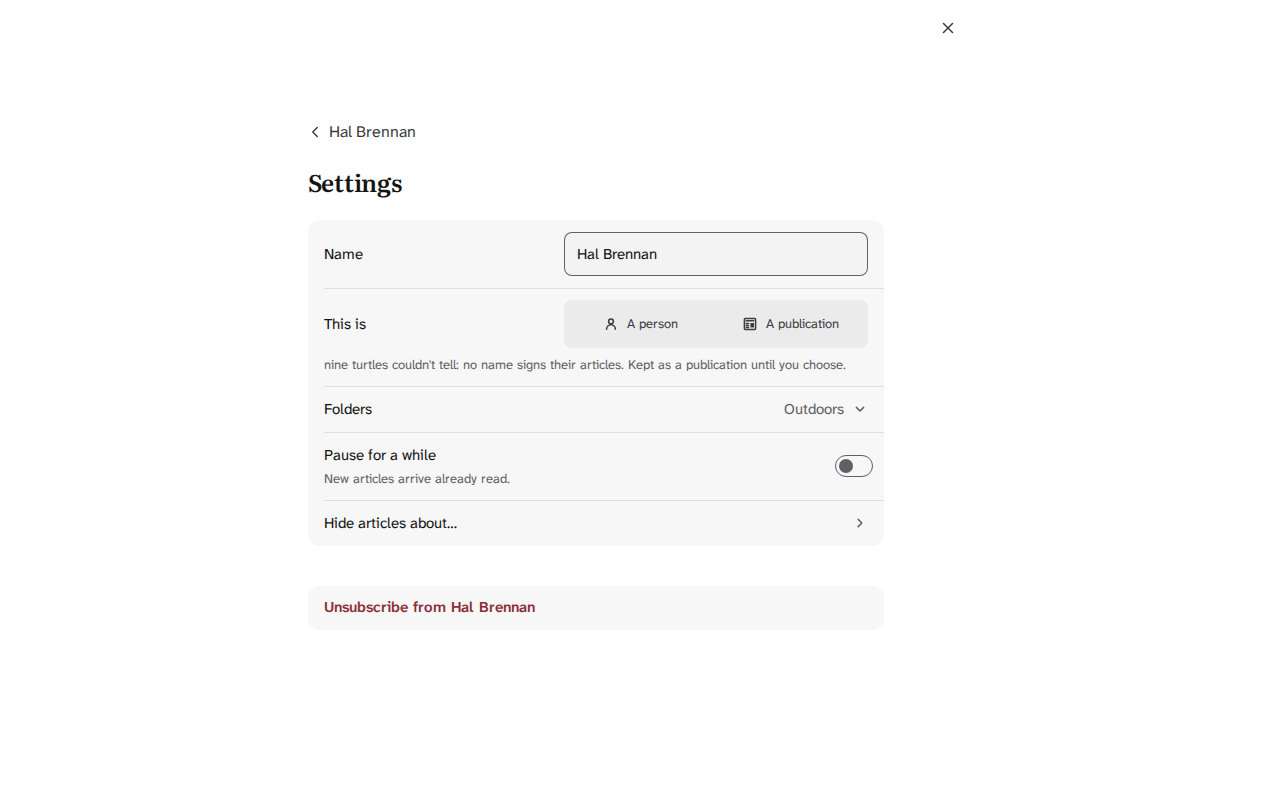 Hal Brennan
Settings
Name
Hal Brennan
This is
A person
A publication
nine turtles couldn't tell: no name signs their articles. Kept as a publication until you choose.
Folders
Outdoors
Pause for a while
New articles arrive already read.
Hide articles about...
Unsubscribe from Hal Brennan